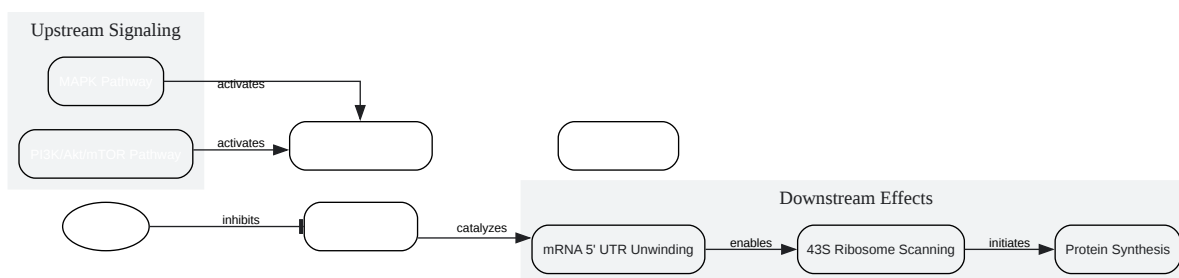 Upstream Signaling
MAPK Pathway
activates
PI3K/Akt/mTOR Pathway
activates
inhibits
catalyzes
Downstream Effects
mRNA 5' UTR Unwinding
enables
43S Ribosome Scanning
initiates
Protein Synthesis